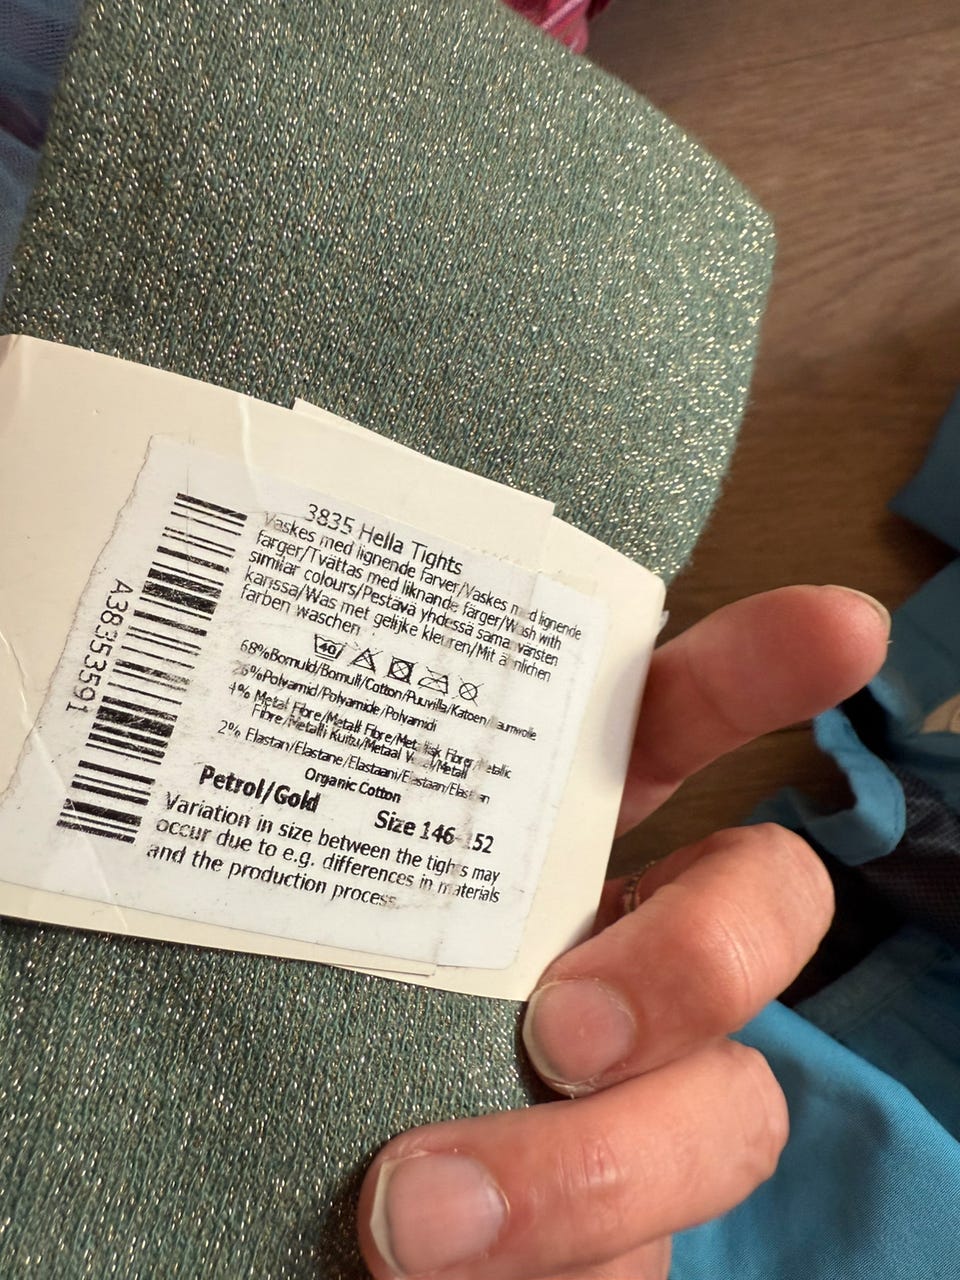 3835 Hella Tights
Vaskes med lignende farver/Vaskes med lignende
farger/Tvättas med liknande färger/Wash with
similar colours/Pestävä yhdessä samanvänsten
kanssa/Was met gelijke kleuren/Mit ähnlichen
farben waschen
40
68%Bomuld/Bomull/Cotton/Puuvilla/Katoen/Baumwolle
26%Polyamid/Polyamide/Polyamidi
4% Metal Fibre/Metall Fibre/Metallisk Fibrer/Metallic
Fibre/Metalli Kuitu/Metaal Vezel/Metall
2% Elastan/Elastane/Elastaani/Elastaan/Elastan
Organic Cotton
Petrol/Gold
Size 146-152
Variation in size between the tights may
occur due to e.g. differences in materials
and the production process.
A38353591